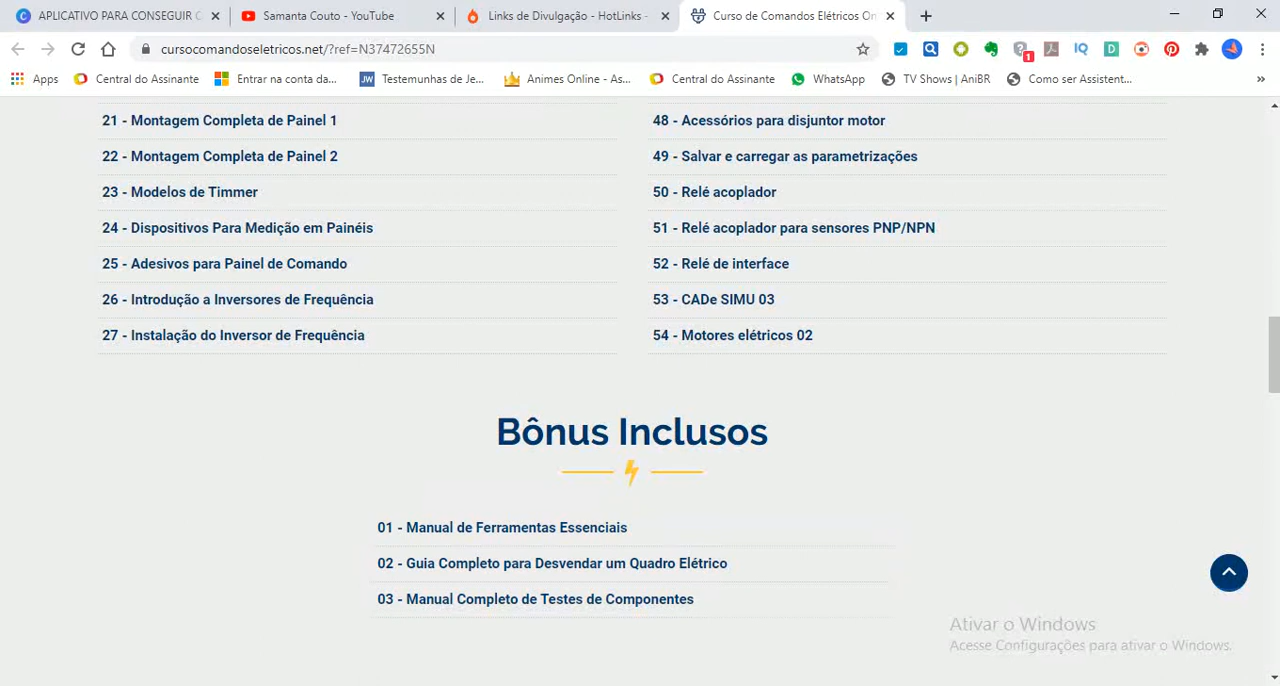 APLICATIVO PARA CONSEGUIR C
Samanta Couto - YouTube
Links de Divulgação - HotLinks -
Curso de Comandos Elétricos On
cursocomandoseletricos.net/?ref=N37472655N
Apps
Central do Assinante
Entrar na conta da...
Testemunhas de Je...
Animes Online - As...
Central do Assinante
WhatsApp
TV Shows | AniBR
Como ser Assistent...
21 - Montagem Completa de Painel 1
22 - Montagem Completa de Painel 2
23 - Modelos de Timmer
24 - Dispositivos Para Medição em Painéis
25 - Adesivos para Painel de Comando
26 - Introdução a Inversores de Frequência
27 - Instalação do Inversor de Frequência
48 - Acessórios para disjuntor motor
49 - Salvar e carregar as parametrizações
50 - Relé acoplador
51 - Relé acoplador para sensores PNP/NPN
52 - Relé de interface
53 - CADe SIMU 03
54 - Motores elétricos 02
Bônus Inclusos
01 - Manual de Ferramentas Essenciais
02 - Guia Completo para Desvendar um Quadro Elétrico
03 - Manual Completo de Testes de Componentes
Ativar o Windows
Acesse Configurações para ativar o Windows.